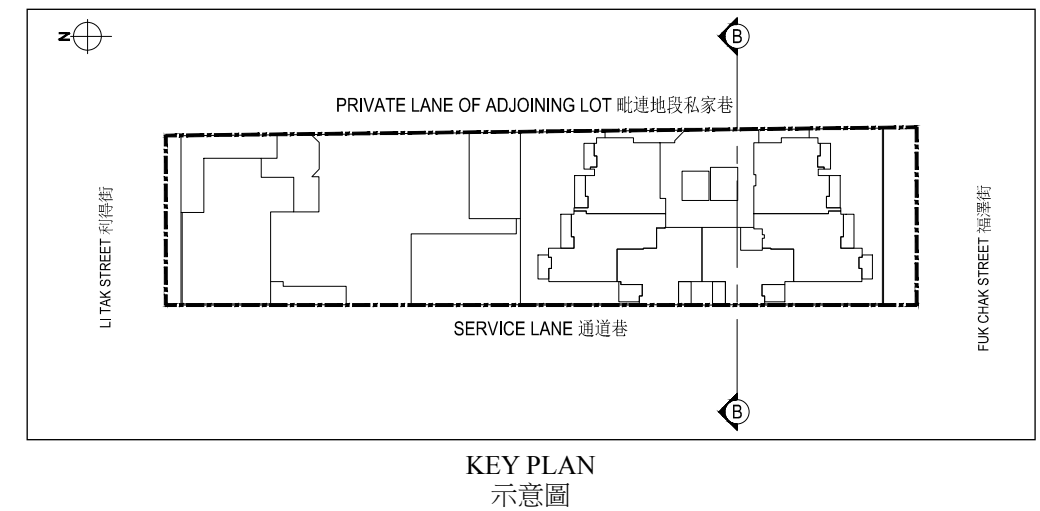 N
B
PRIVATE LANE OF ADJOINING LOT 毗連地段私家巷
LI TAK STREET 利得街
FUK CHAK STREET 福澤街
SERVICE LANE 通道巷
B
KEY PLAN
示意圖